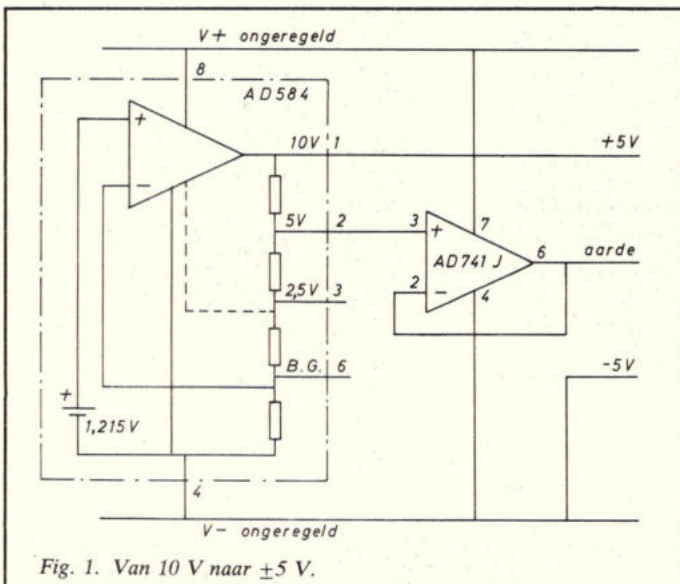 V+ ongeregeld
8
AD584
10V 1
+5V
+
−
5V 2
3
+
7
AD741J
6
aarde
2
−
4
2,5V 3
B.G. 6
-5V
+
1,215V
4
V- ongeregeld
Fig. 1. Van 10 V naar ±5 V.